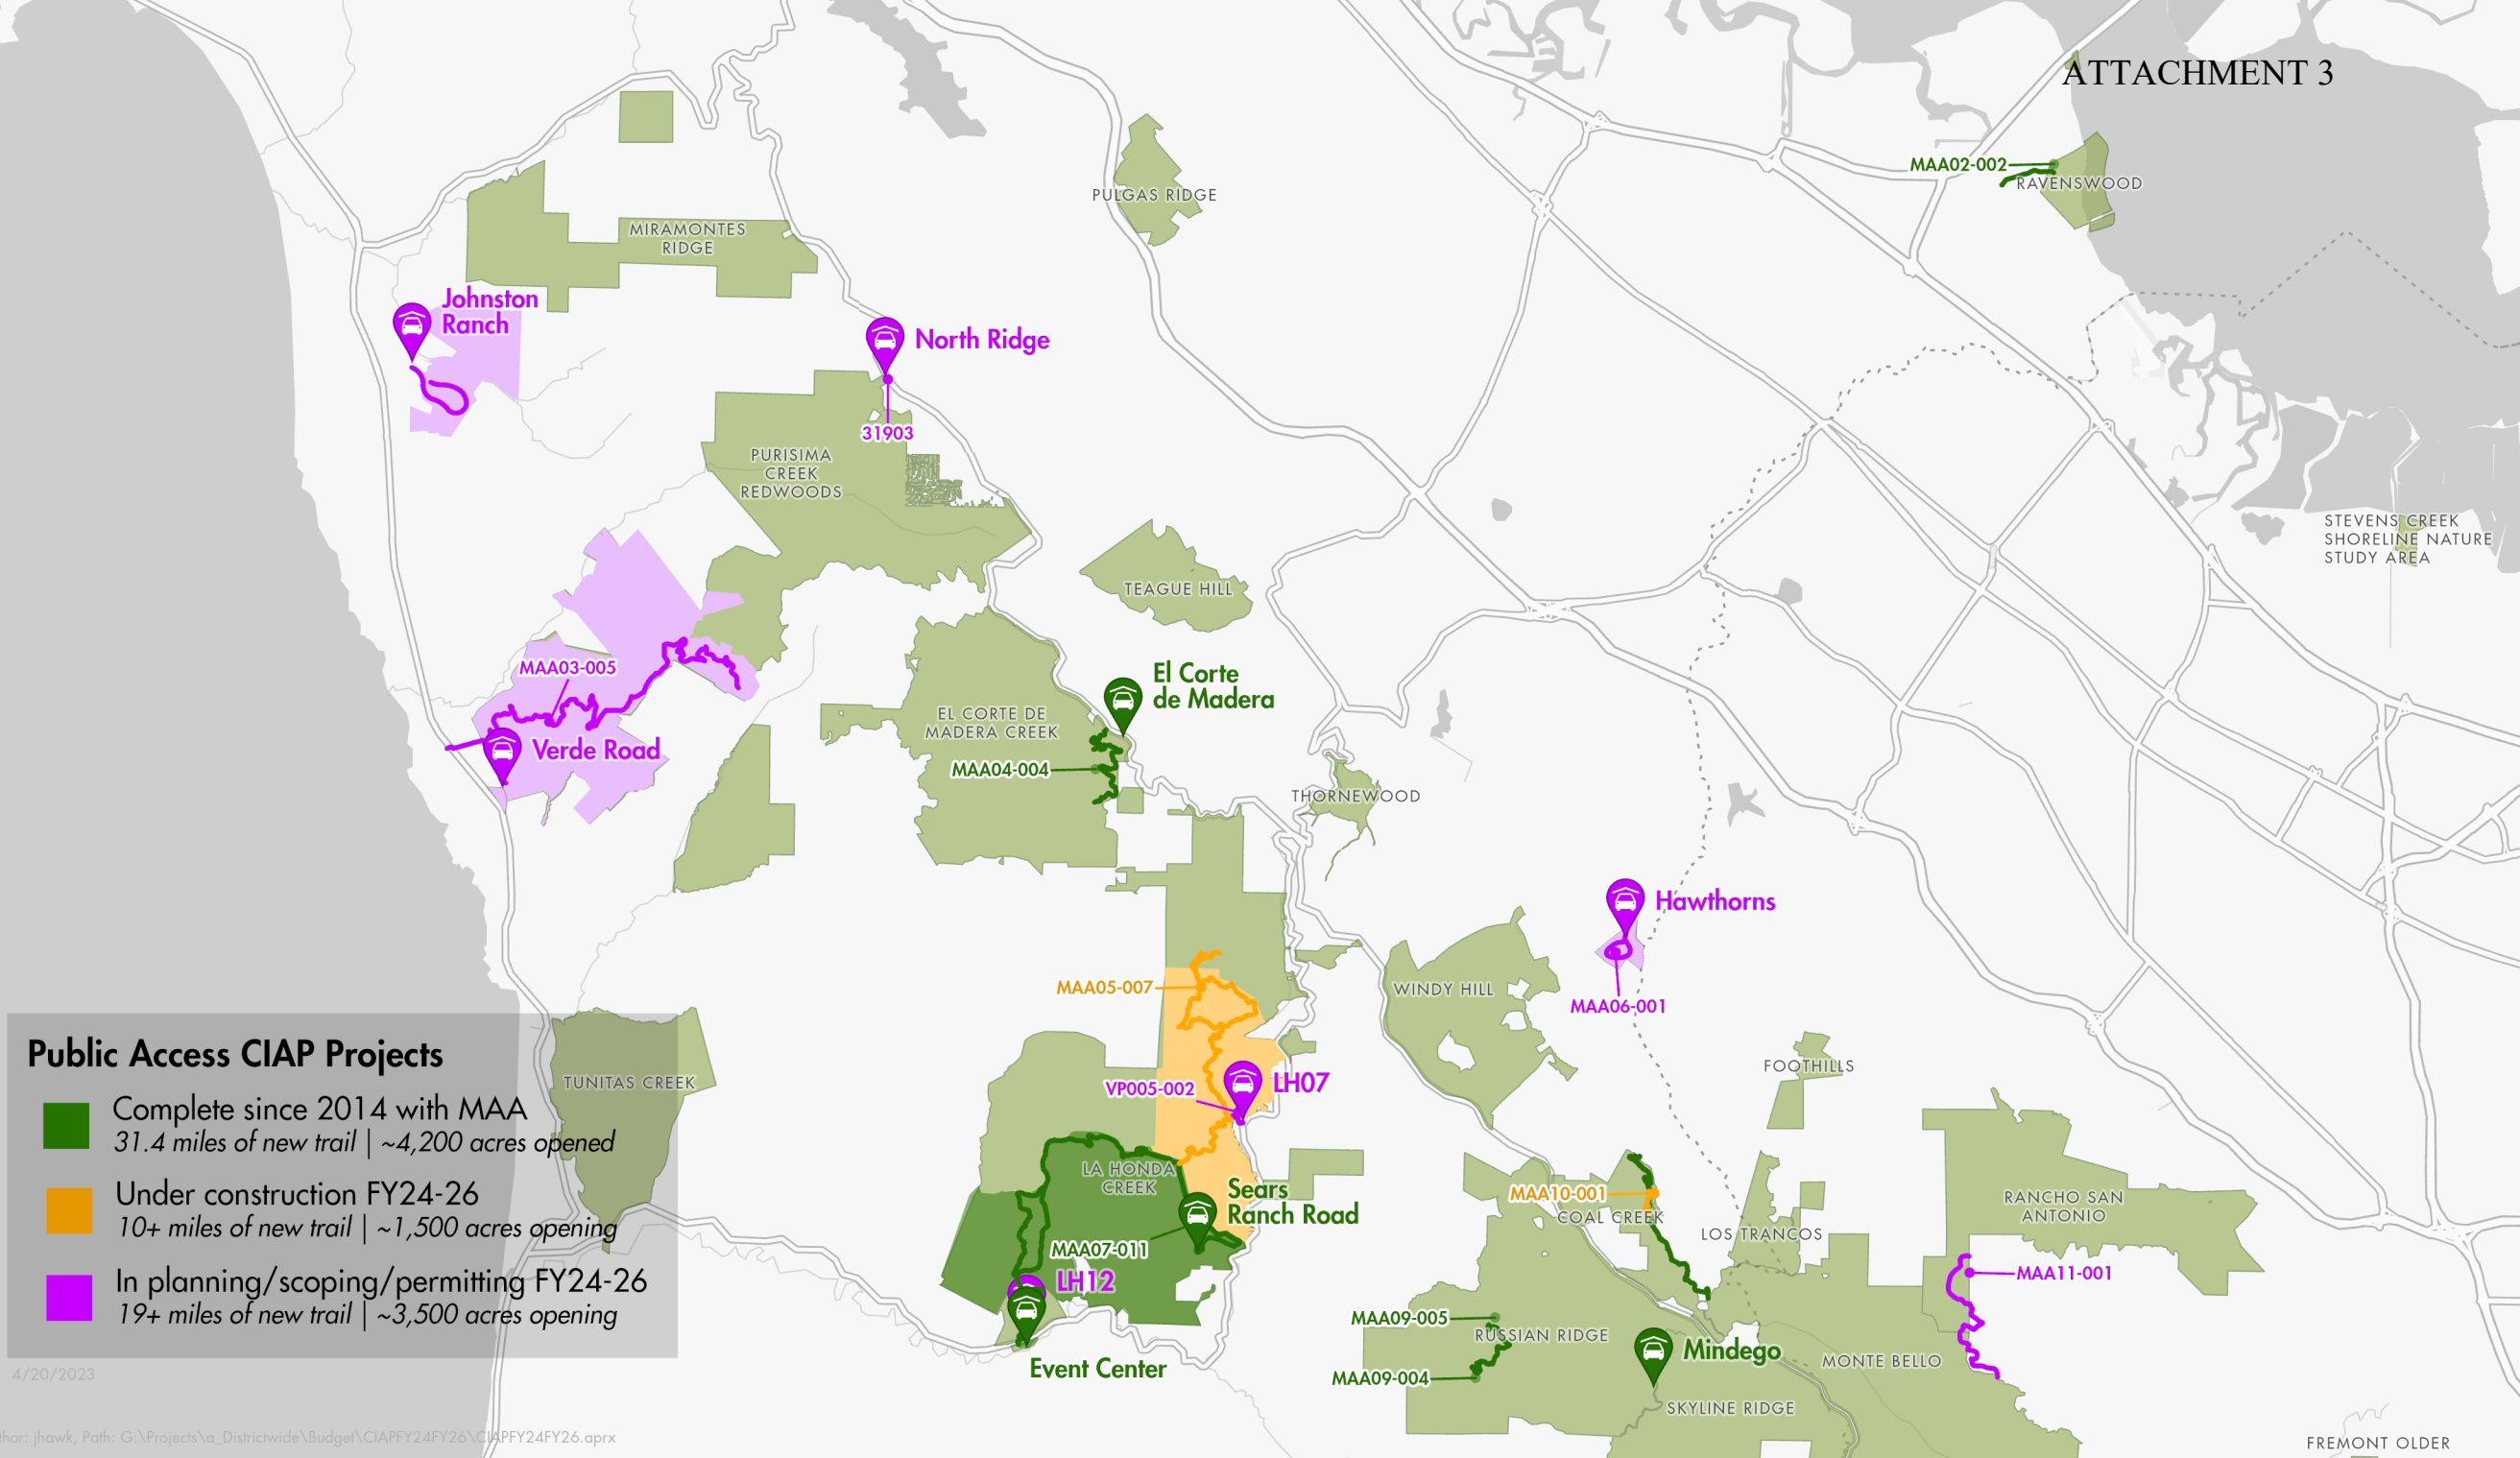 ATTACHMENT 3
MAA02-002
RAVENSWOOD
PULGAS RIDGE
MIRAMONTES
RIDGE
Johnston
Ranch
North Ridge
31903
PURISIMA
CREEK
REDWOODS
STEVENS CREEK
SHORELINE NATURE
STUDY AREA
TEAGUE HILL
MAA03-005
Verde Road
El Corte
de Madera
EL CORTE DE
MADERA CREEK
MAA04-004
THORNEWOOD
Hawthorns
MAA06-001
MAA05-007
WINDY HILL
FOOTHILLS
VP005-002
LH07
TUNITAS CREEK
LA HONDA
CREEK
Sears
Ranch Road
MAA07-011
LH12
Event Center
MAA10-001
COAL CREEK
LOS TRANCOS
RANCHO SAN
ANTONIO
MAA11-001
MAA09-005
RUSSIAN RIDGE
MAA09-004
Mindego
MONTE BELLO
SKYLINE RIDGE
FREMONT OLDER
Public Access CIAP Projects
Complete since 2014 with MAA
31.4 miles of new trail | ~4,200 acres opened
Under construction FY24-26
10+ miles of new trail | ~1,500 acres opening
In planning/scoping/permitting FY24-26
19+ miles of new trail | ~3,500 acres opening
4/20/2023
thor: jhawk, Path: G:\Projects\a_Districtwide\Budget\CIAPFY24FY26\CIAPFY24FY26.aprx